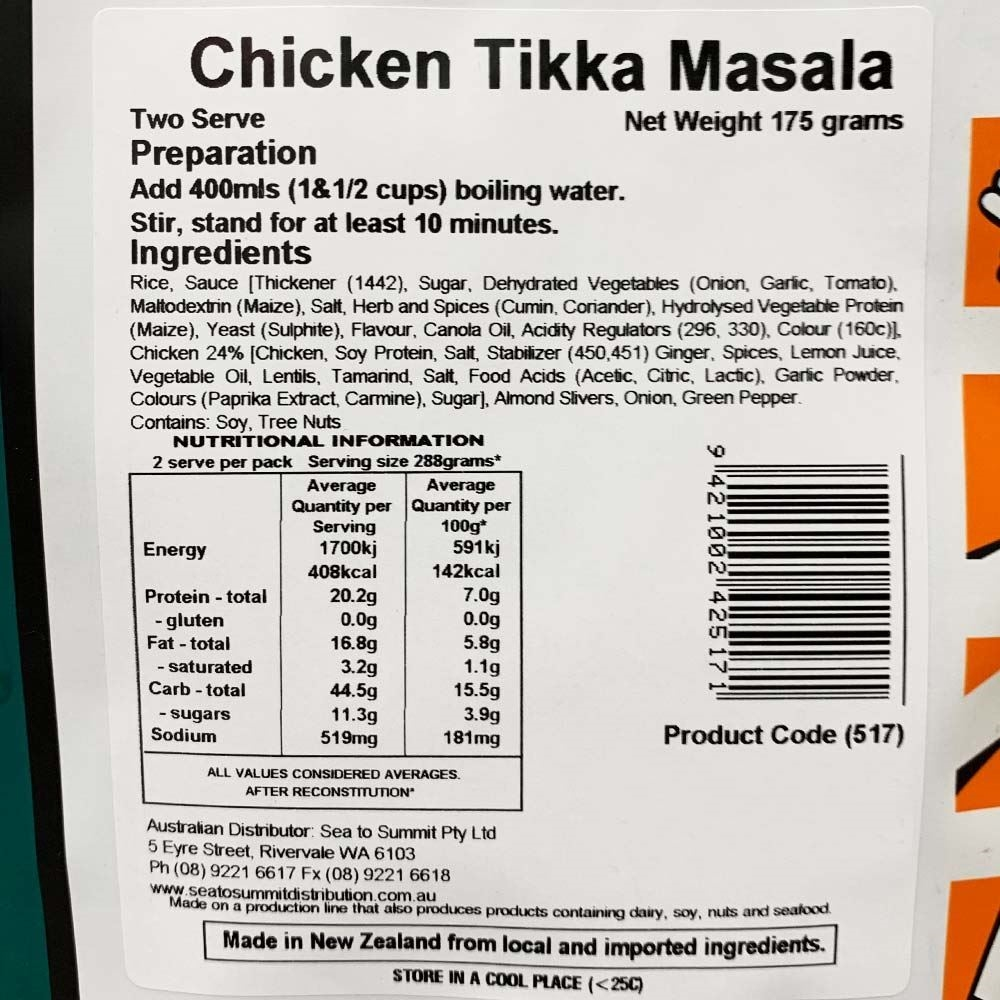 Chicken Tikka Masala
Two Serve Net Weight 175 grams
Preparation
Add 400mls (1&1/2 cups) boiling water.
Stir, stand for at least 10 minutes.
Ingredients
Rice, Sauce [Thickener (1442), Sugar, Dehydrated Vegetables (Onion, Garlic, Tomato),
Maltodextrin (Maize), Salt, Herb and Spices (Cumin, Coriander), Hydrolysed Vegetable Protein
(Maize), Yeast (Sulphite), Flavour, Canola Oil, Acidity Regulators (296, 330), Colour (160c)],
Chicken 24% [Chicken, Soy Protein, Salt, Stabilizer (450,451) Ginger, Spices, Lemon Juice,
Vegetable Oil, Lentils, Tamarind, Salt, Food Acids (Acetic, Citric, Lactic), Garlic Powder,
Colours (Paprika Extract, Carmine), Sugar], Almond Slivers, Onion, Green Pepper.
Contains: Soy, Tree Nuts
NUTRITIONAL INFORMATION
2 serve per pack Serving size 288grams*
Average Average
Quantity per Quantity per
Serving 100g*
Energy 1700kj 591kj
408kcal 142kcal
Protein - total 20.2g 7.0g
- gluten 0.0g 0.0g
Fat - total 16.8g 5.8g
- saturated 3.2g 1.1g
Carb - total 44.5g 15.5g
- sugars 11.3g 3.9g
Sodium 519mg 181mg
ALL VALUES CONSIDERED AVERAGES.
AFTER RECONSTITUTION*
9 421002 425171
Product Code (517)
Australian Distributor: Sea to Summit Pty Ltd
5 Eyre Street, Rivervale WA 6103
Ph (08) 9221 6617 Fx (08) 9221 6618
www.seatosummitdistribution.com.au
Made on a production line that also produces products containing dairy, soy, nuts and seafood.
Made in New Zealand from local and imported ingredients.
STORE IN A COOL PLACE (<25C)